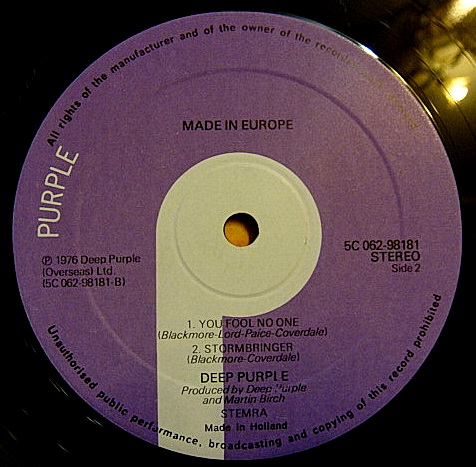 All rights of the manufacturer and of the owner of the recorded
PURPLE
MADE IN EUROPE
℗ 1976 Deep Purple
(Overseas) Ltd.
(5C 062-98181-B)
5C 062-98181
STEREO
Side 2
1. YOU FOOL NO ONE
(Blackmore-Lord-Paice-Coverdale)
2. STORMBRINGER
(Blackmore-Coverdale)
DEEP PURPLE
Produced by Deep Purple
and Martin Birch
STEMRA
Made in Holland
Unauthorised public performance, broadcasting and copying of this record prohibited